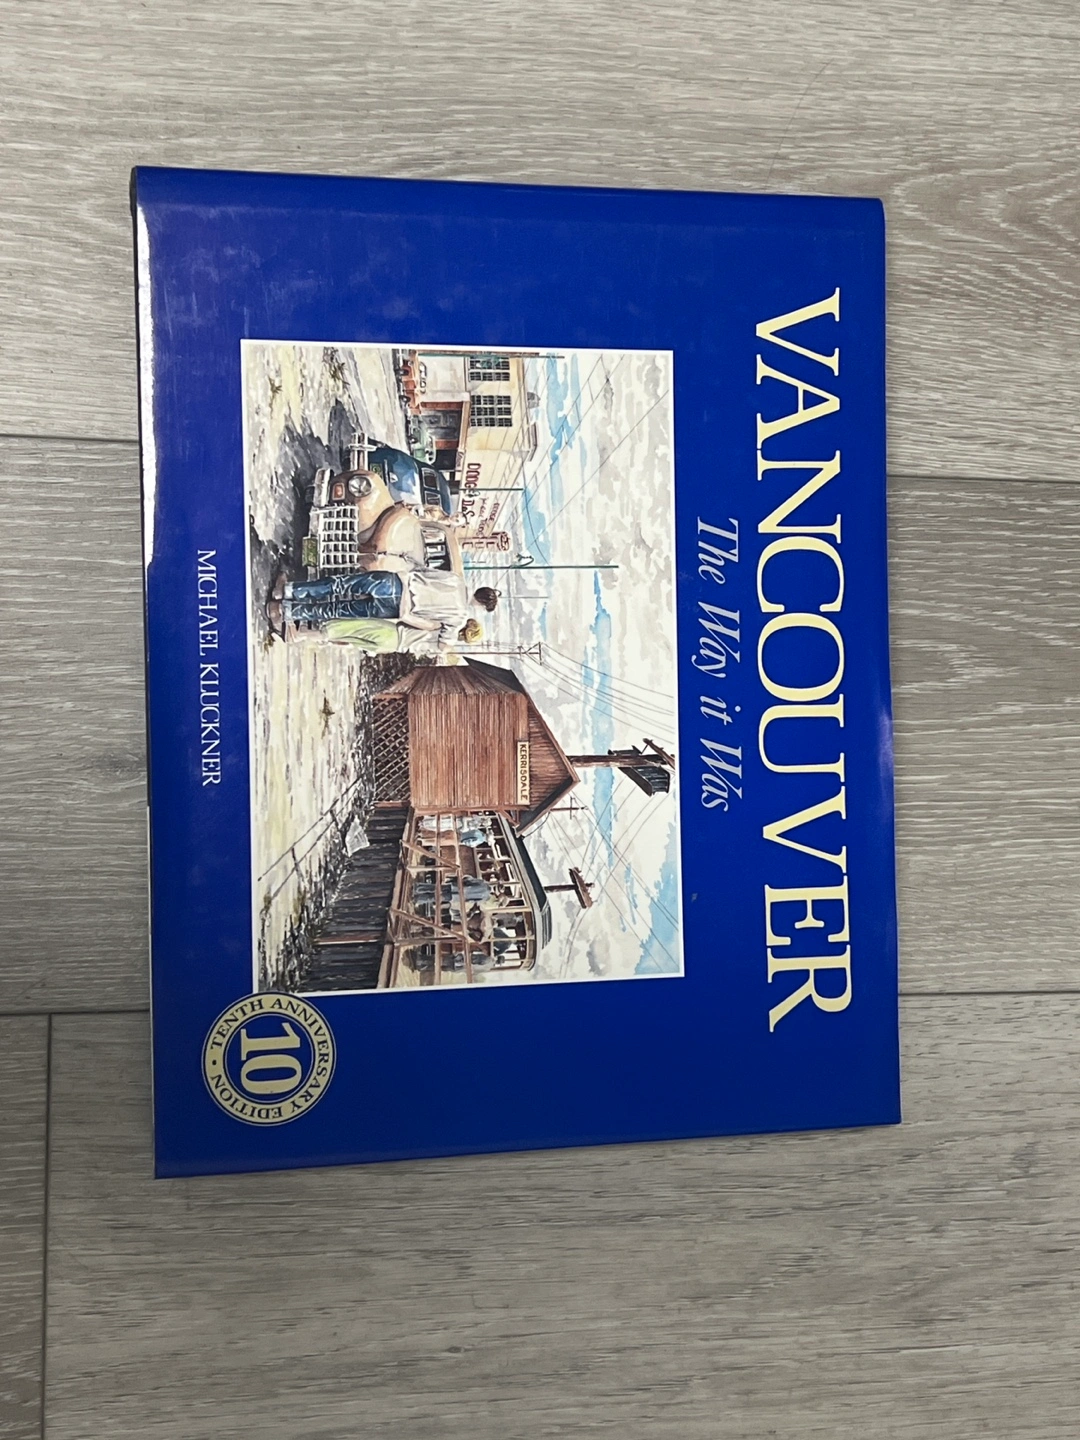 VANCOUVER
The Way it Was
KERRISDALE
MICHAEL KLUCKNER
TENTH ANNIVERSARY EDITION
10